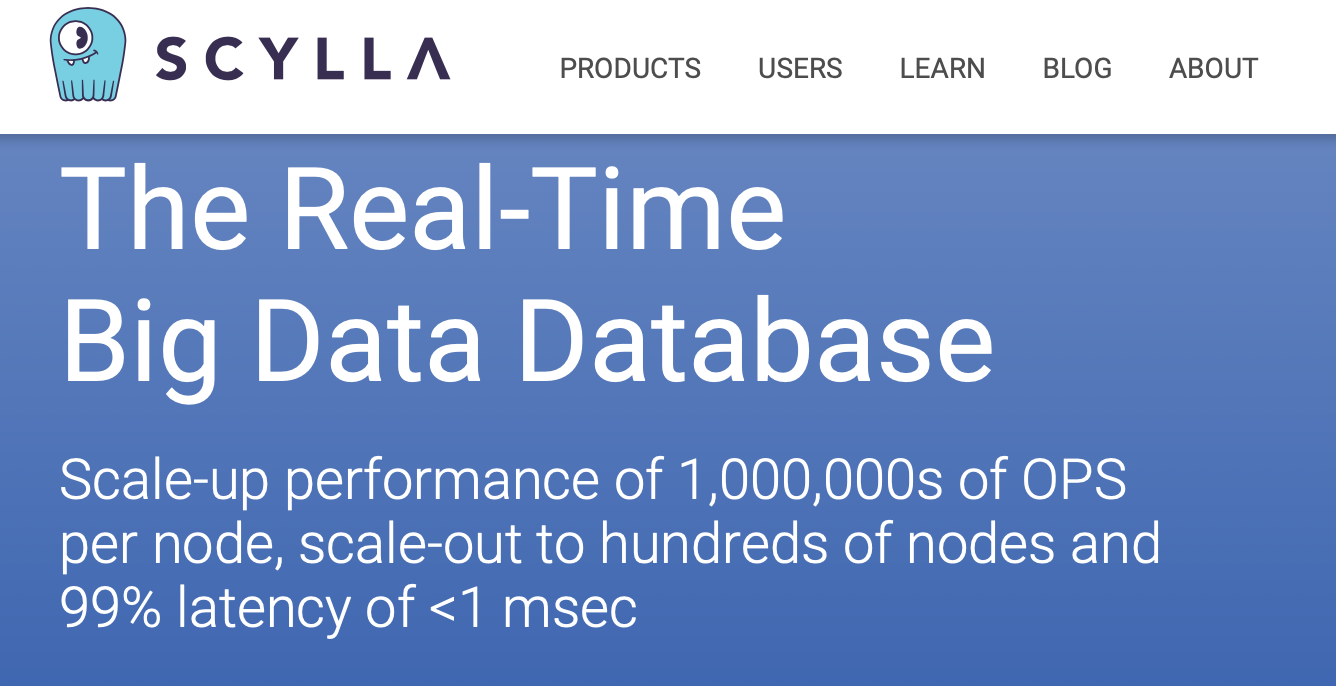 SCYLLA PRODUCTS USERS LEARN BLOG ABOUT
The Real-Time
Big Data Database
Scale-up performance of 1,000,000s of OPS
per node, scale-out to hundreds of nodes and
99% latency of <1 msec